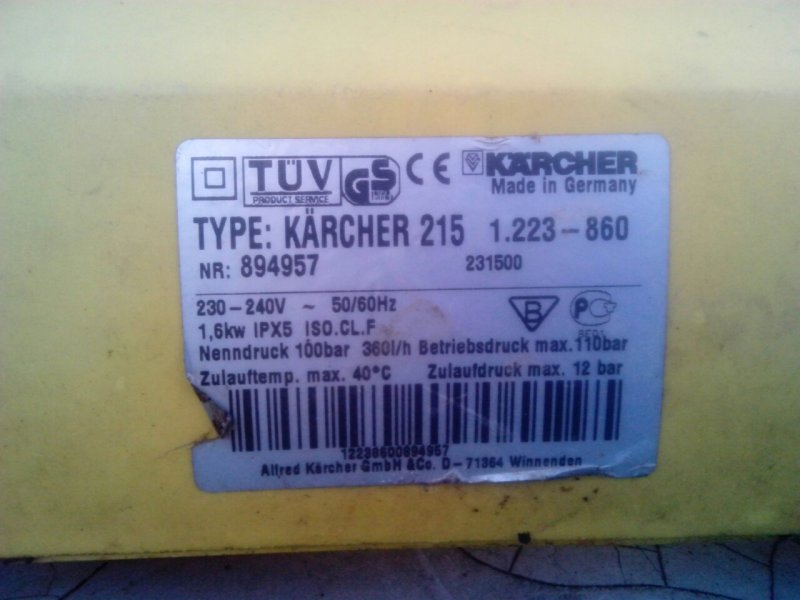 TÜV GS CE KÄRCHER
PRODUCT SERVICE Made in Germany
TYPE: KÄRCHER 215 1.223-860
NR: 894957 231500
230-240V ~ 50/60Hz
1,6kw IPX5 ISO.CL.F
Nenndruck 100bar 360l/h Betriebsdruck max.110bar
Zulauftemp. max. 40°C Zulaufdruck max. 12 bar
12238600894957
Alfred Kärcher GmbH &Co. D-71364 Winnenden